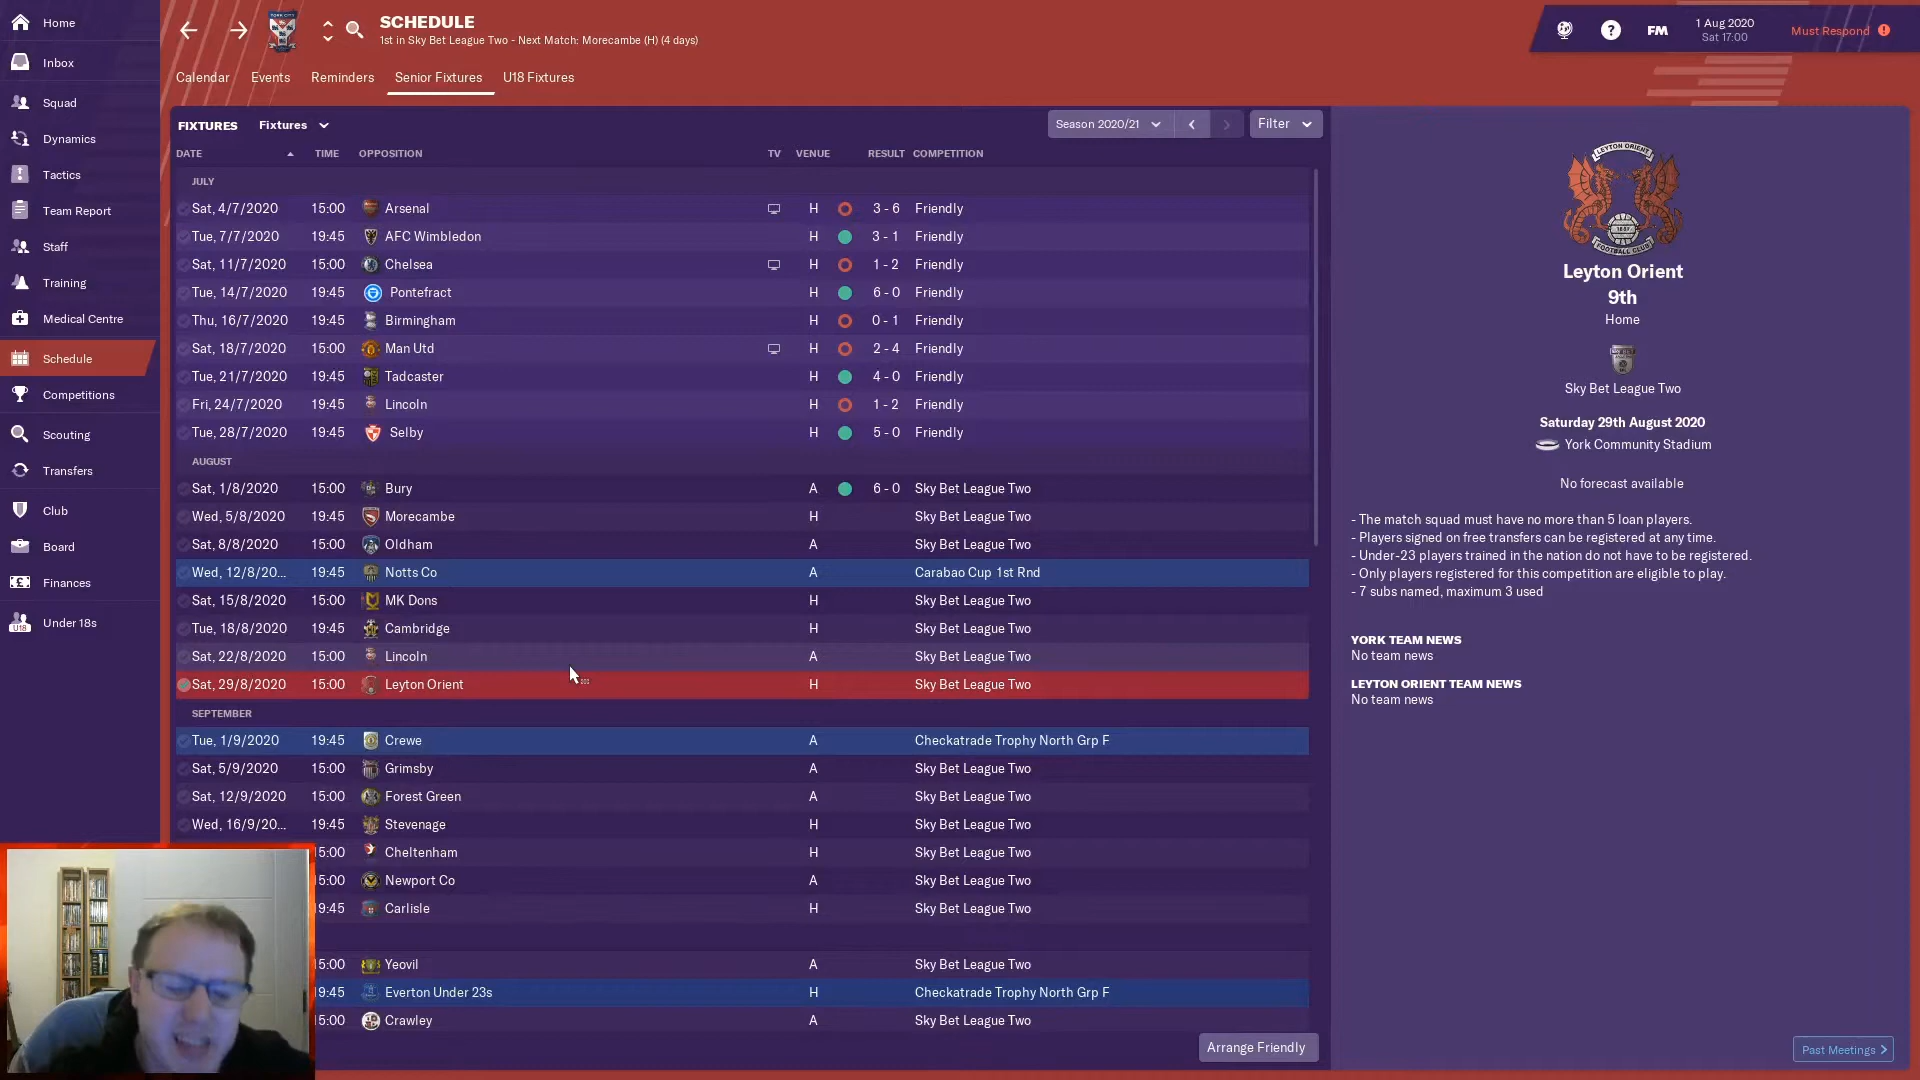 Home
Inbox
Squad
Dynamics
Tactics
Team Report
Staff
Training
Medical Centre
Schedule
Competitions
Scouting
Transfers
Club
Board
Finances
U18
Under 18s
YORK CITY
SCHEDULE
1st in Sky Bet League Two - Next Match: Morecambe (H) (4 days)
? FM
1 Aug 2020
Sat 17:00
Must Respond !
Calendar Events Reminders Senior Fixtures U18 Fixtures
FIXTURES Fixtures Season 2020/21 Filter
DATE TIME OPPOSITION TV VENUE RESULT COMPETITION
JULY
Sat, 4/7/2020 15:00 Arsenal H 3 - 6 Friendly
Tue, 7/7/2020 19:45 AFC Wimbledon H 3 - 1 Friendly
Sat, 11/7/2020 15:00 Chelsea H 1 - 2 Friendly
Tue, 14/7/2020 19:45 Pontefract H 6 - 0 Friendly
Thu, 16/7/2020 19:45 Birmingham H 0 - 1 Friendly
Sat, 18/7/2020 15:00 Man Utd H 2 - 4 Friendly
Tue, 21/7/2020 19:45 Tadcaster H 4 - 0 Friendly
Fri, 24/7/2020 19:45 Lincoln H 1 - 2 Friendly
Tue, 28/7/2020 19:45 Selby H 5 - 0 Friendly
AUGUST
Sat, 1/8/2020 15:00 Bury A 6 - 0 Sky Bet League Two
Wed, 5/8/2020 19:45 Morecambe H Sky Bet League Two
Sat, 8/8/2020 15:00 Oldham A Sky Bet League Two
Wed, 12/8/20... 19:45 Notts Co A Carabao Cup 1st Rnd
Sat, 15/8/2020 15:00 MK Dons H Sky Bet League Two
Tue, 18/8/2020 19:45 Cambridge H Sky Bet League Two
Sat, 22/8/2020 15:00 Lincoln A Sky Bet League Two
Sat, 29/8/2020 15:00 Leyton Orient H Sky Bet League Two
SEPTEMBER
Tue, 1/9/2020 19:45 Crewe A Checkatrade Trophy North Grp F
Sat, 5/9/2020 15:00 Grimsby A Sky Bet League Two
Sat, 12/9/2020 15:00 Forest Green A Sky Bet League Two
Wed, 16/9/20... 19:45 Stevenage H Sky Bet League Two
15:00 Cheltenham H Sky Bet League Two
15:00 Newport Co A Sky Bet League Two
19:45 Carlisle H Sky Bet League Two
15:00 Yeovil A Sky Bet League Two
19:45 Everton Under 23s H Checkatrade Trophy North Grp F
15:00 Crawley A Sky Bet League Two
Arrange Friendly
LEYTON ORIENT
FOOTBALL CLUB
Leyton Orient
9th
Home
Sky Bet League Two
Saturday 29th August 2020
York Community Stadium
No forecast available
- The match squad must have no more than 5 loan players.
- Players signed on free transfers can be registered at any time.
- Under-23 players trained in the nation do not have to be registered.
- Only players registered for this competition are eligible to play.
- 7 subs named, maximum 3 used
YORK TEAM NEWS
No team news
LEYTON ORIENT TEAM NEWS
No team news
Past Meetings